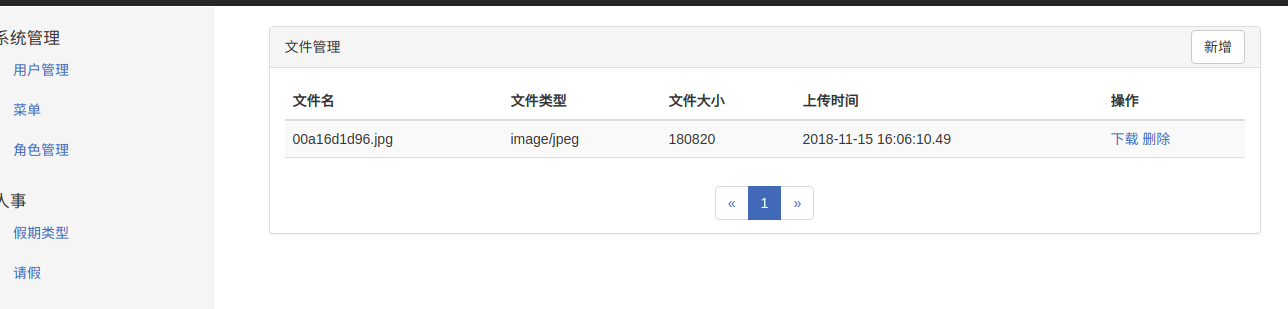 系统管理
用户管理
菜单
角色管理
人事
假期类型
请假
文件管理 新增
文件名 文件类型 文件大小 上传时间 操作
00a16d1d96.jpg image/jpeg 180820 2018-11-15 16:06:10.49 下载 删除
« 1 »